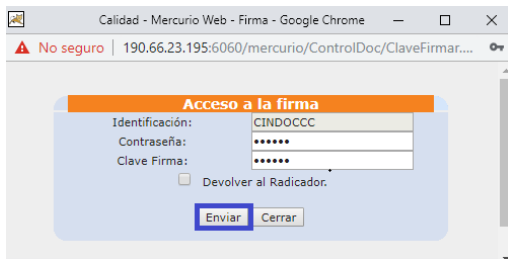 Calidad - Mercurio Web - Firma - Google Chrome
No seguro | 190.66.23.195:6060/mercurio/ControlDoc/ClaveFirmar....
Acceso a la firma
Identificación: CINDOCCC
Contraseña: ••••••
Clave Firma: ••••••
Devolver al Radicador.
Enviar Cerrar